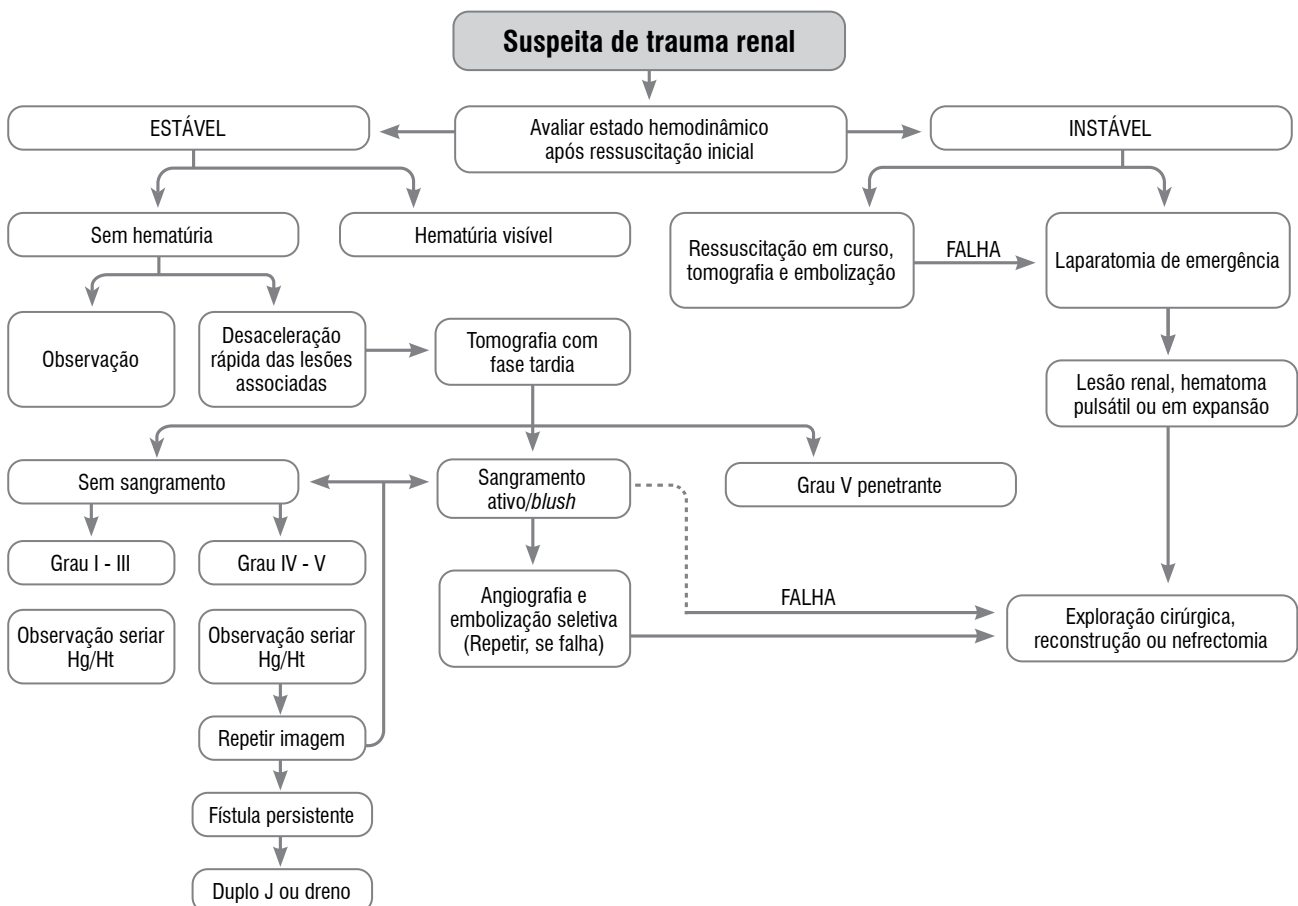 Suspeita de trauma renal
ESTÁVEL
Avaliar estado hemodinâmico
após ressuscitação inicial
INSTÁVEL
Sem hematúria
Hematúria visível
Ressuscitação em curso,
tomografia e embolização
FALHA
Laparatomia de emergência
Observação
Desaceleração
rápida das lesões
associadas
Tomografia com
fase tardia
Lesão renal, hematoma
pulsátil ou em expansão
Sem sangramento
Sangramento
ativo/blush
Grau V penetrante
Grau I - III
Grau IV - V
Observação seriar
Hg/Ht
Observação seriar
Hg/Ht
Angiografia e
embolização seletiva
(Repetir, se falha)
FALHA
Exploração cirúrgica,
reconstrução ou nefrectomia
Repetir imagem
Fístula persistente
Duplo J ou dreno